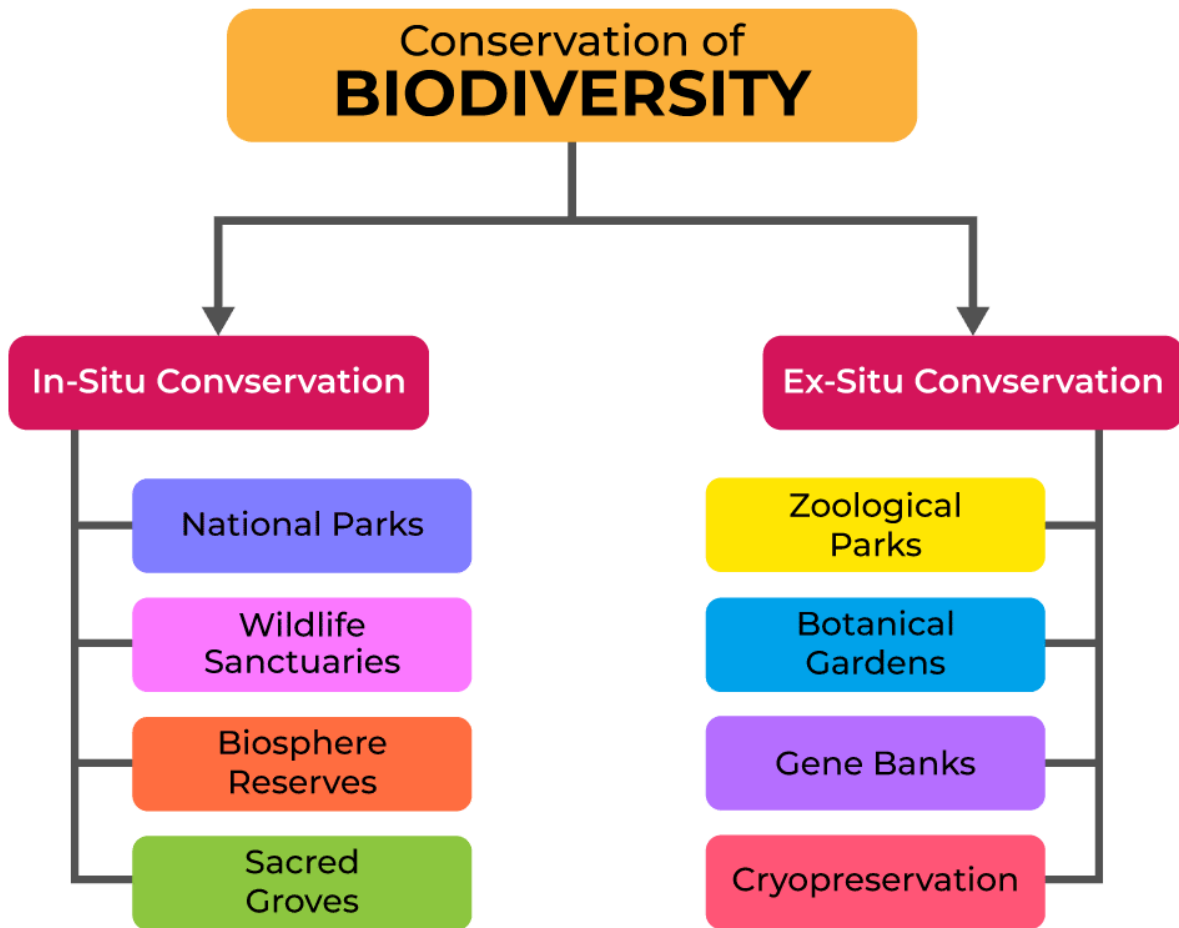 Conservation of
BIODIVERSITY
In-Situ Convservation
Ex-Situ Convservation
National Parks
Wildlife
Sanctuaries
Biosphere
Reserves
Sacred
Groves
Zoological
Parks
Botanical
Gardens
Gene Banks
Cryopreservation